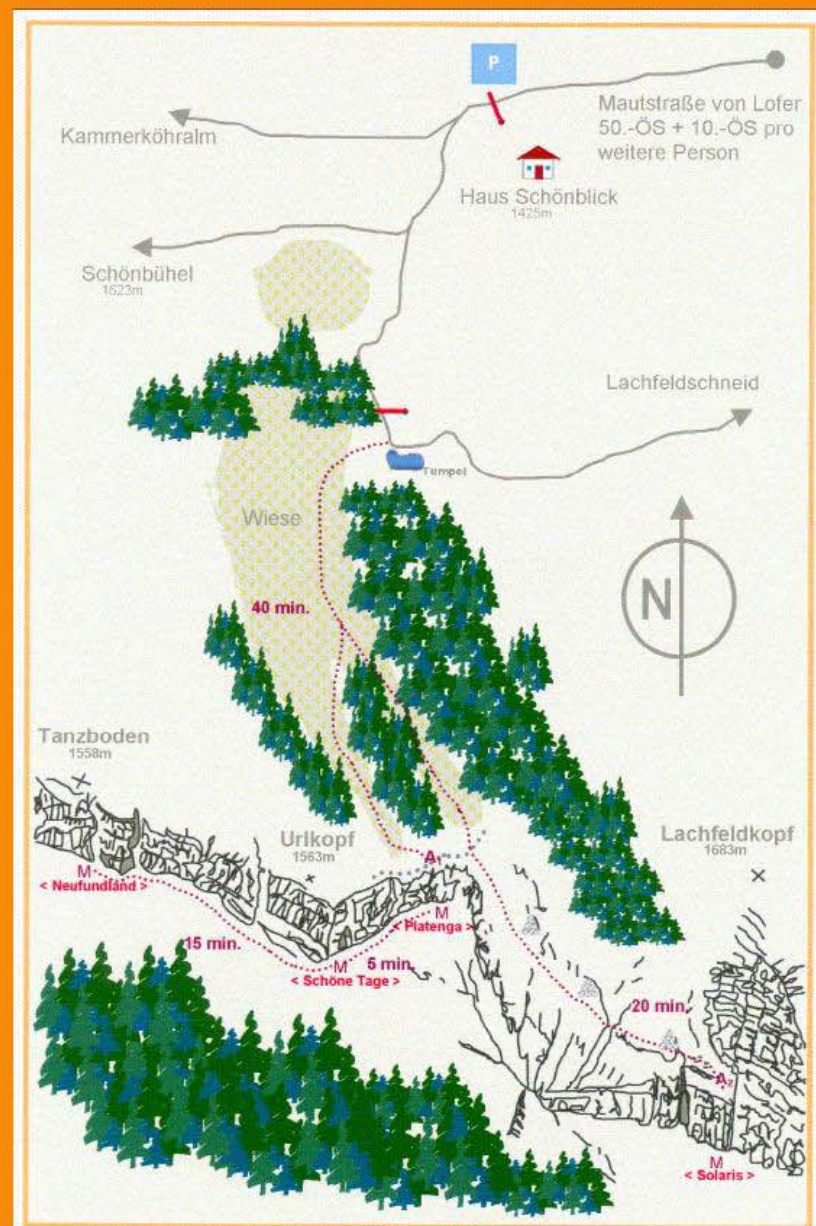 P
Mautstraße von Lofer
50.-ÖS + 10.-ÖS pro
weitere Person
Kammerköhralm
Haus Schönblick
1425m
Schönbühel
1623m
Lachfeldschneid
Tümpel
Wiese
N
40 min.
Tanzboden
1558m
Urlkopf
1563m
Lachfeldkopf
1683m
A1
M
< Neufundland >
M
< Platenga >
15 min.
M
5 min.
< Schöne Tage >
20 min.
A2
M
< Solaris >